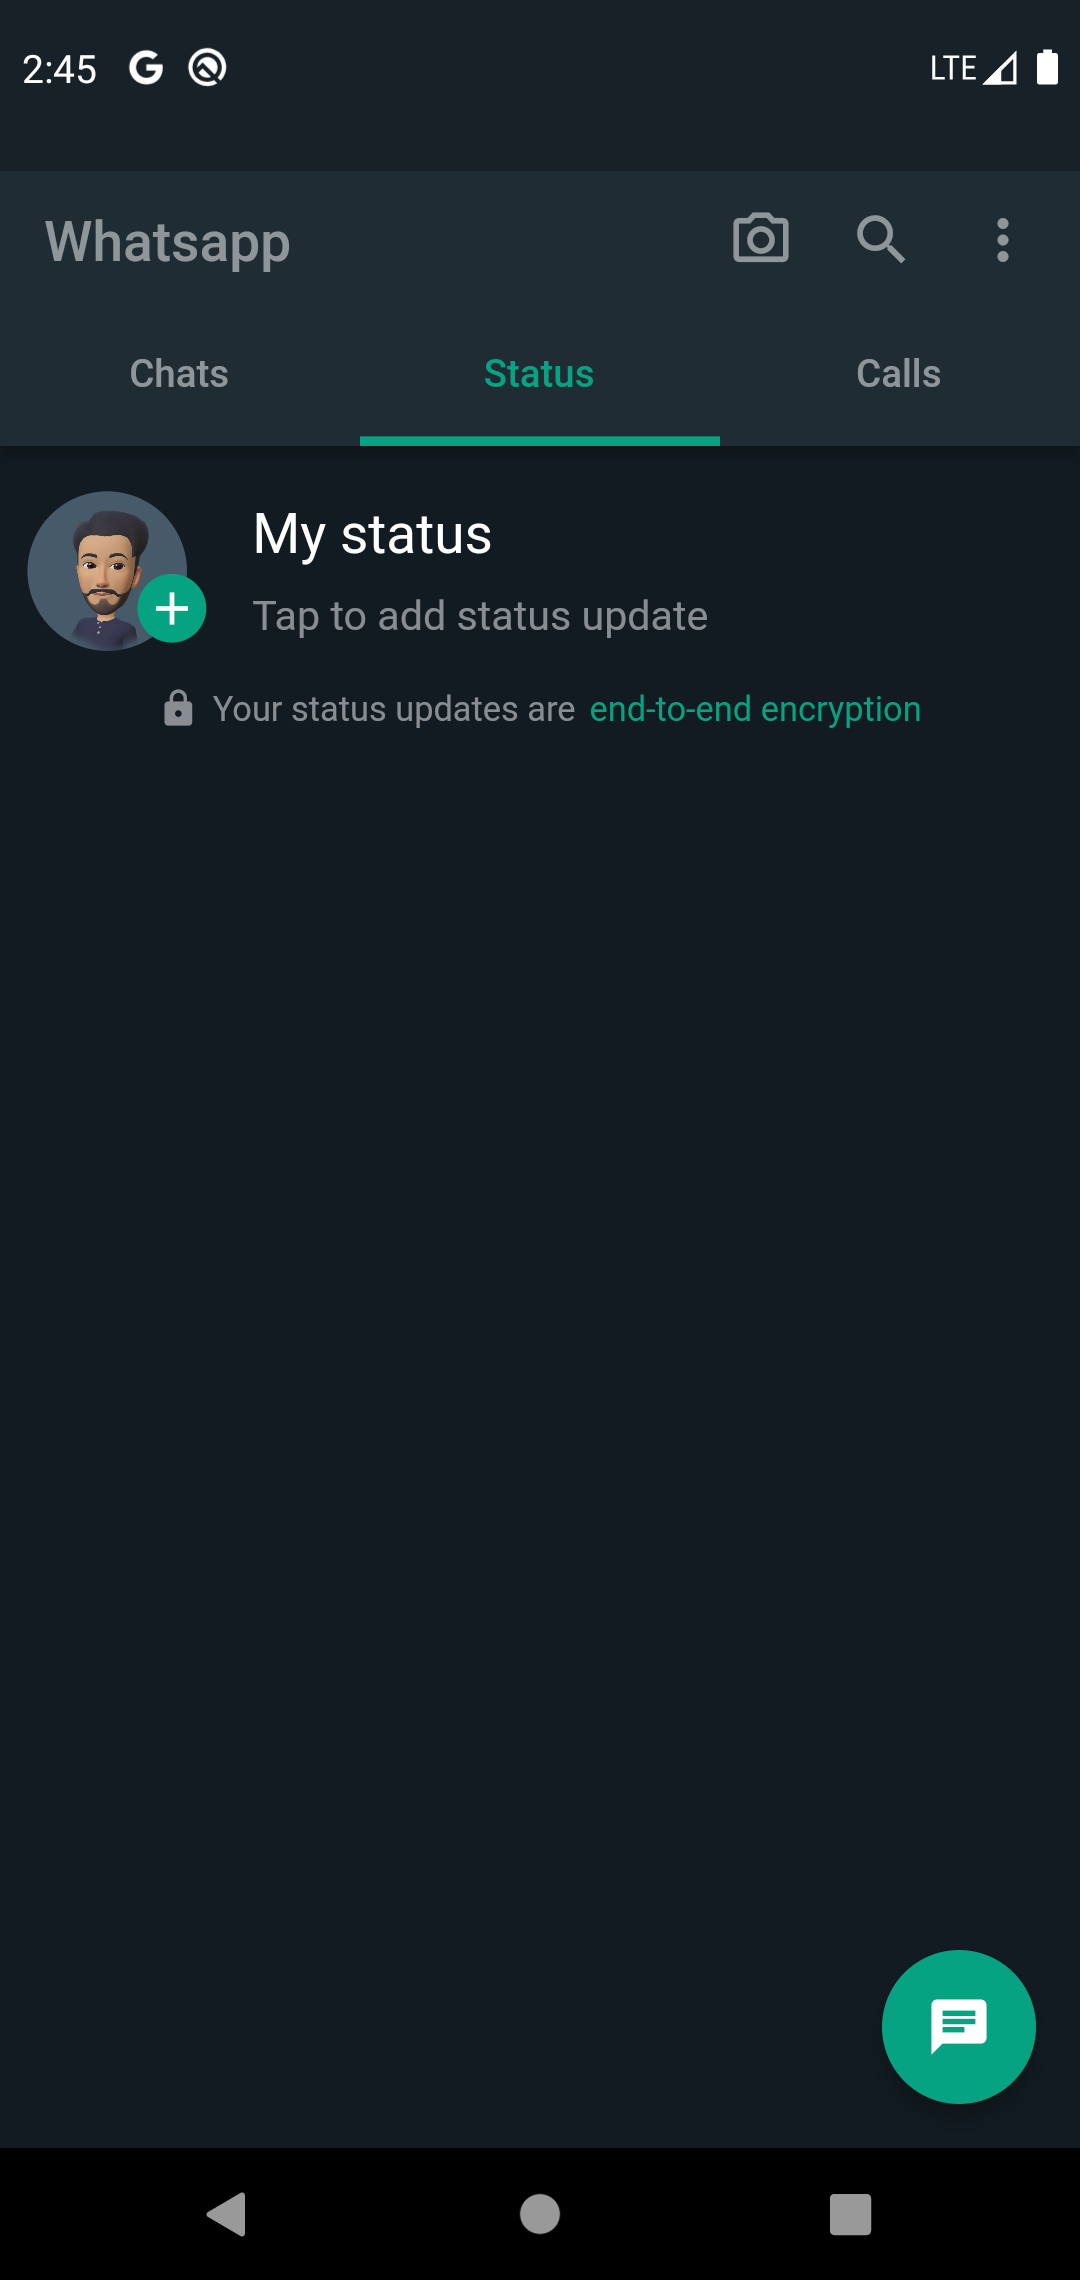 2:45 LTE
Whatsapp
Chats Status Calls
My status
Tap to add status update
Your status updates are end-to-end encryption